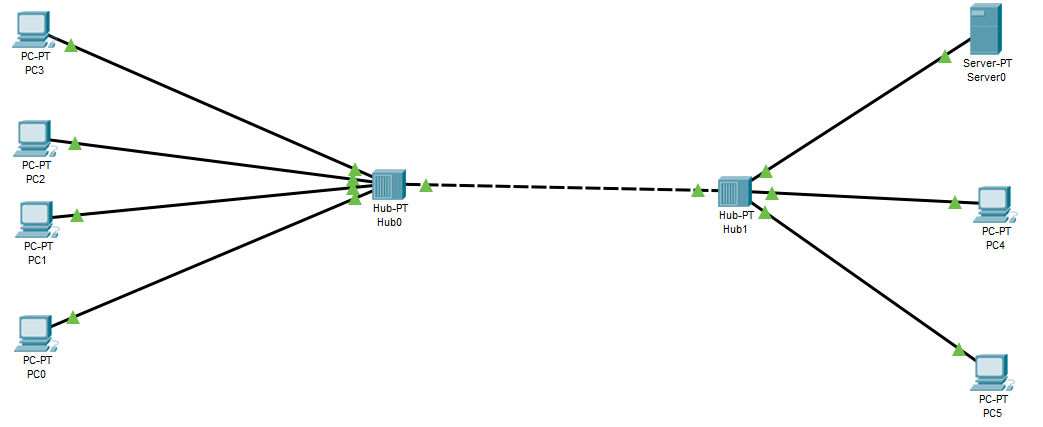 PC-PT
PC3
Server-PT
Server0
PC-PT
PC2
Hub-PT
Hub0
Hub-PT
Hub1
PC-PT
PC1
PC-PT
PC4
PC-PT
PC0
PC-PT
PC5